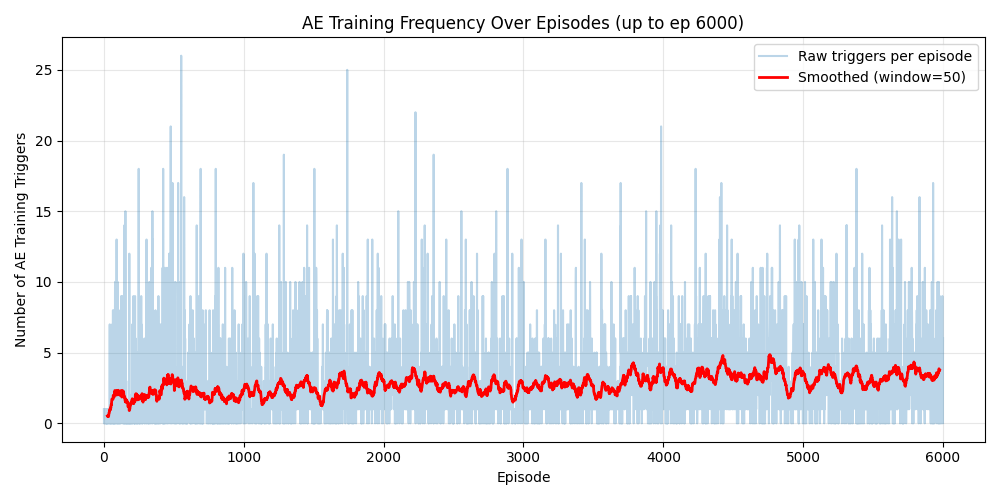 AE Training Frequency Over Episodes (up to ep 6000)
Raw triggers per episode
Smoothed (window=50)
Number of AE Training Triggers
25
20
15
10
5
0
0 1000 2000 3000 4000 5000 6000
Episode